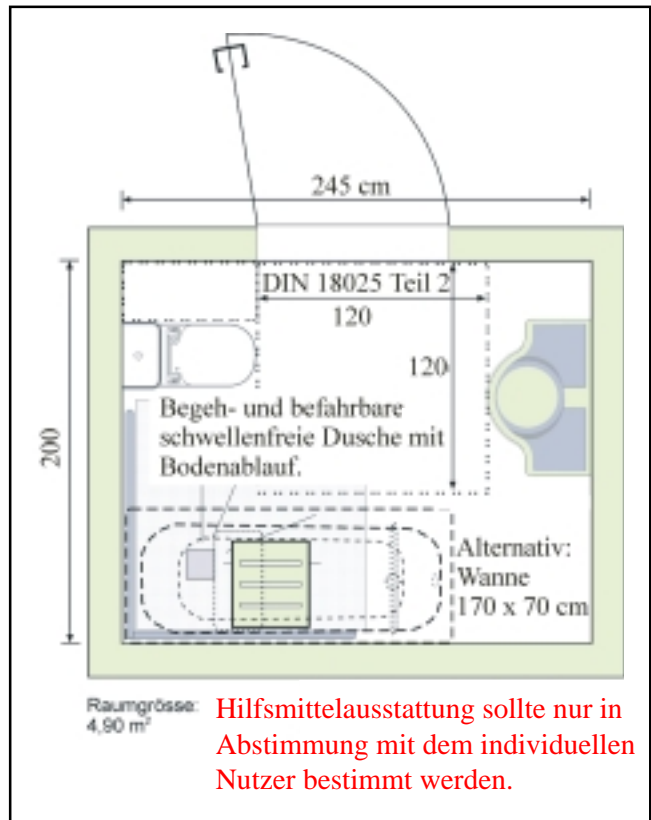 245 cm
DIN 18025 Teil 2
120
120
200
Begeh- und befahrbare
schwellenfreie Dusche mit
Bodenablauf.
Alternativ:
Wanne
170 x 70 cm
Raumgrösse:
4,90 m²
Hilfsmittelausstattung sollte nur in
Abstimmung mit dem individuellen
Nutzer bestimmt werden.